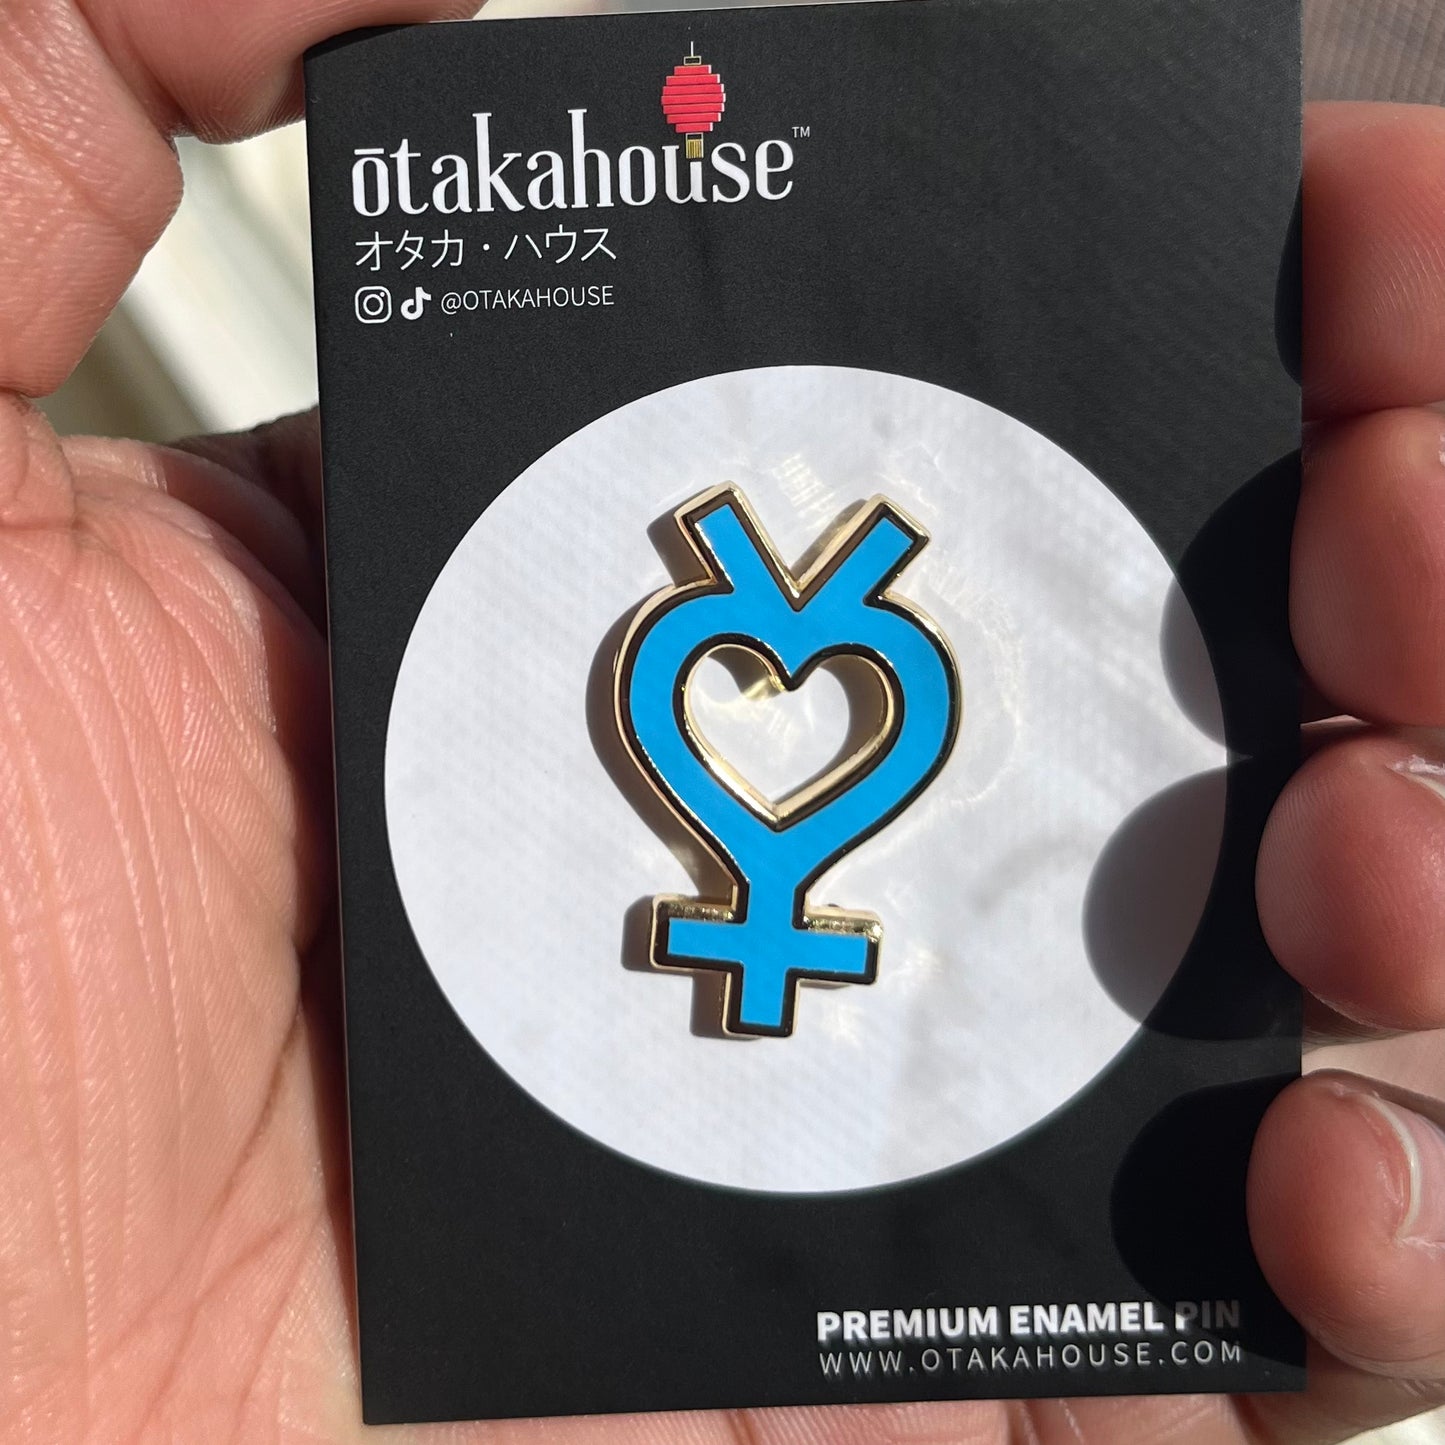 ōtakahouse™
オタカ・ハウス
@OTAKAHOUSE
PREMIUM ENAMEL PIN
WWW.OTAKAHOUSE.COM